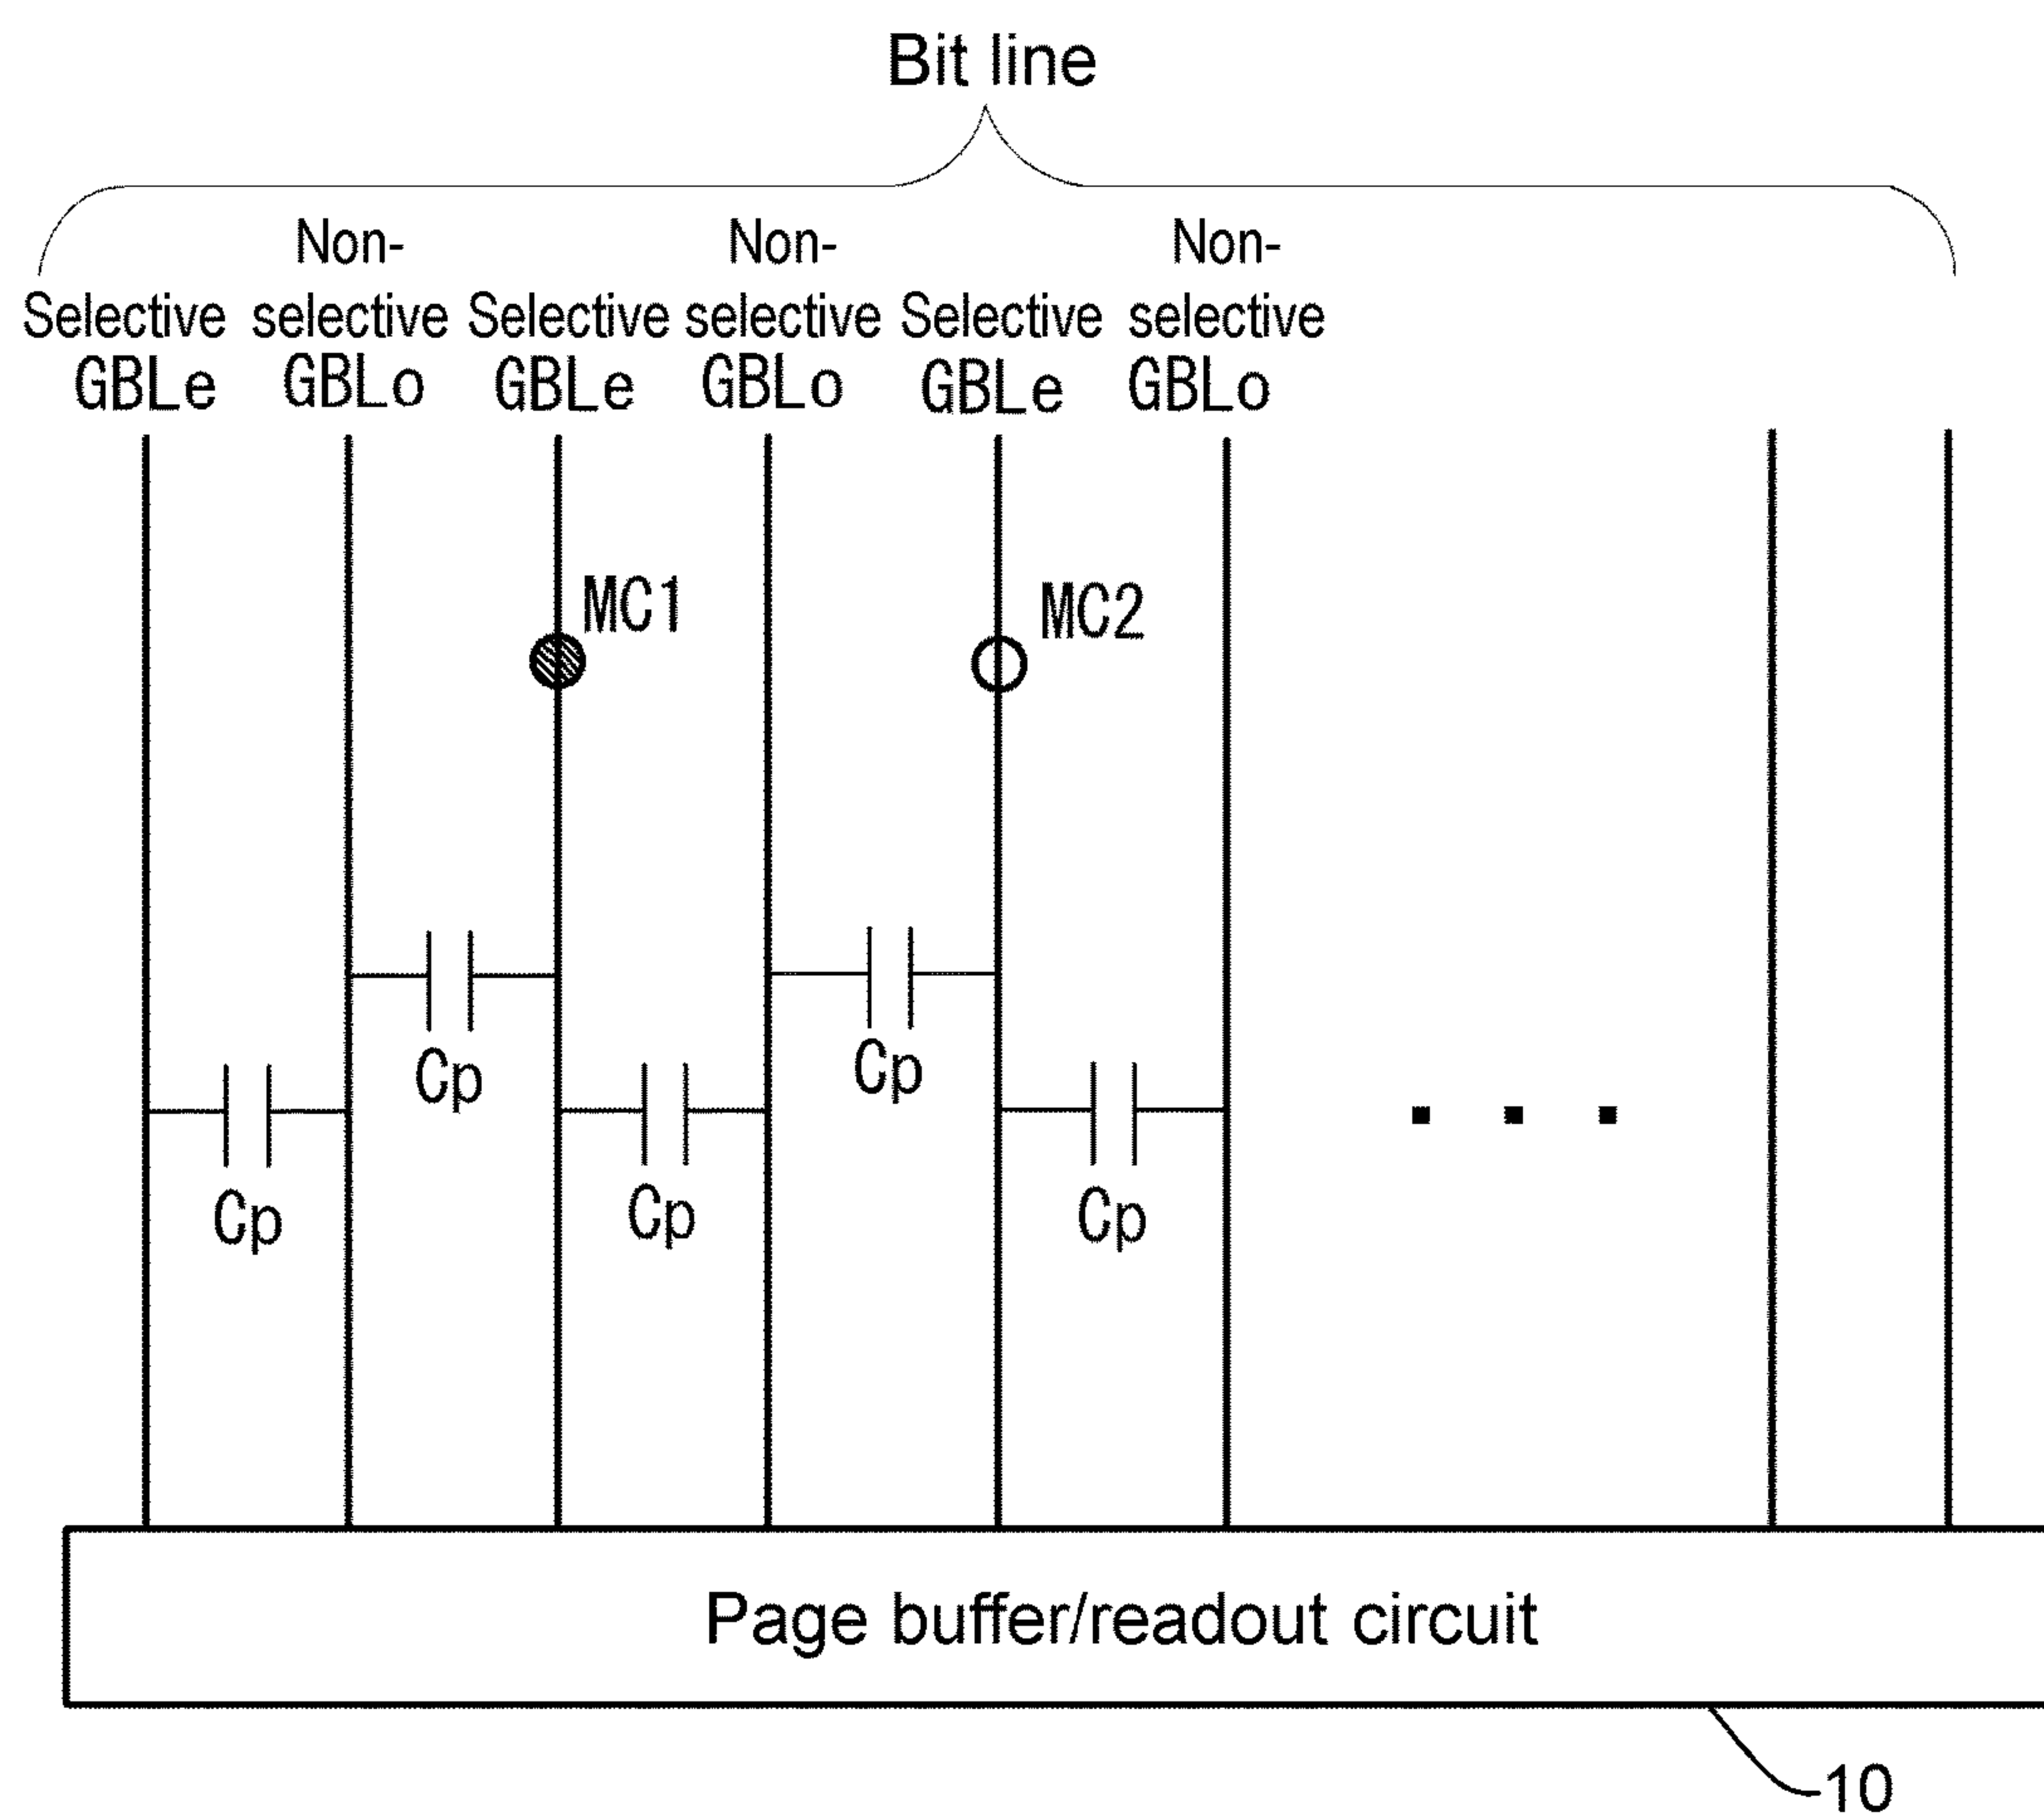 Bit line
Non- Non- Non-
Selective selective Selective selective Selective selective
GBLe GBLo GBLe GBLo GBLe GBLo
MC1 MC2
Cp Cp
Cp Cp Cp
Page buffer/readout circuit
10